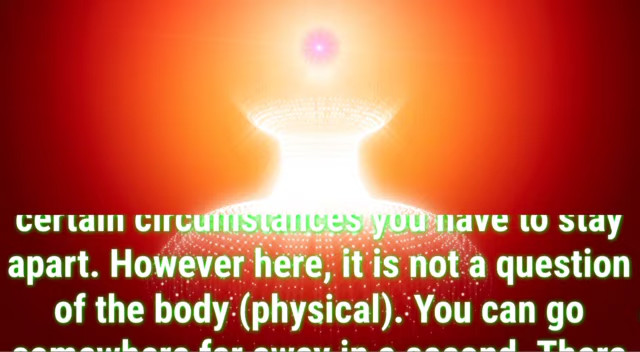 certain circumstances you have to stay
apart. However here, it is not a question
of the body (physical). You can go
somewhere far away in a second. There